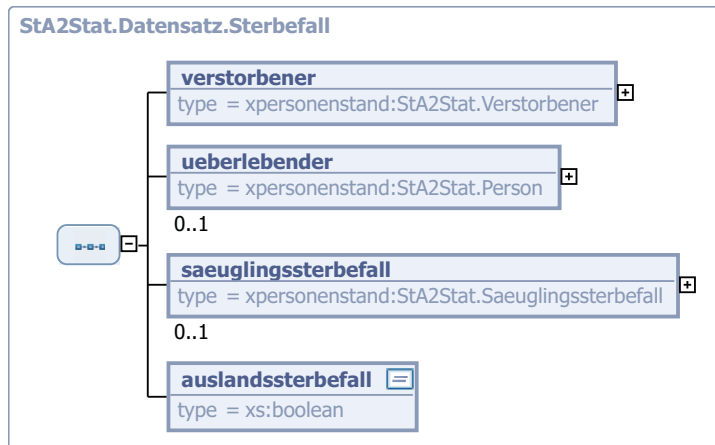 StA2Stat.Datensatz.Sterbefall
verstorbener
type = xpersonenstand:StA2Stat.Verstorbener
ueberlebender
type = xpersonenstand:StA2Stat.Person
0..1
saeuglingssterbefall
type = xpersonenstand:StA2Stat.Saeuglingssterbefall
0..1
auslandssterbefall
type = xs:boolean